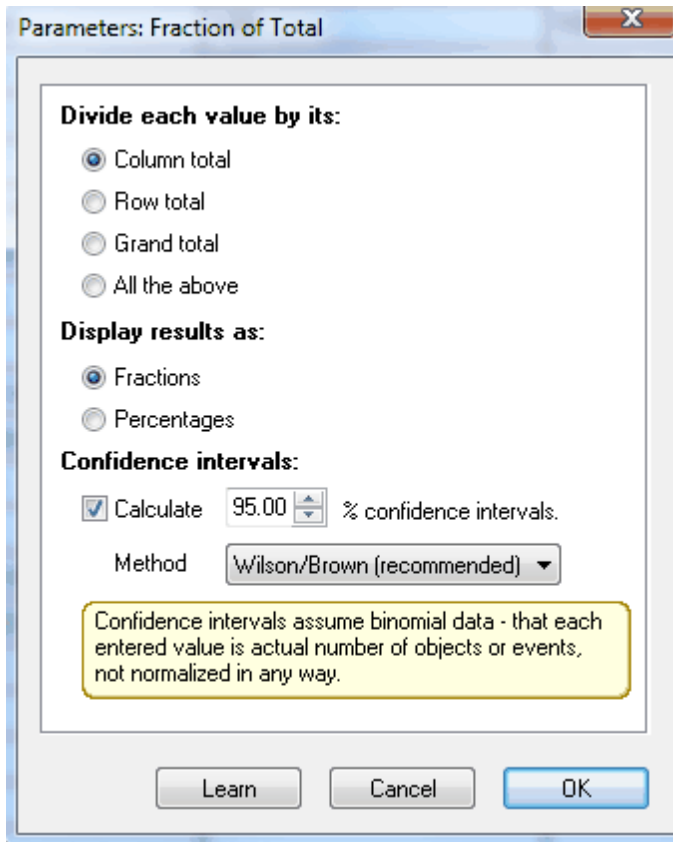 Parameters: Fraction of Total
Divide each value by its:
Column total
Row total
Grand total
All the above
Display results as:
Fractions
Percentages
Confidence intervals:
Calculate 95.00 % confidence intervals.
Method Wilson/Brown (recommended)
Confidence intervals assume binomial data - that each
entered value is actual number of objects or events,
not normalized in any way.
Learn Cancel OK